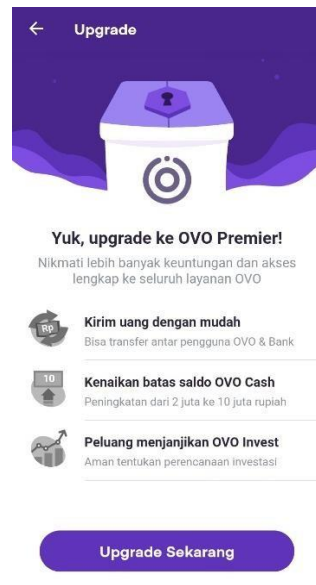 Upgrade
Yuk, upgrade ke OVO Premier!
Nikmati lebih banyak keuntungan dan akses
lengkap ke seluruh layanan OVO
Rp
Kirim uang dengan mudah
Bisa transfer antar pengguna OVO & Bank
10
Kenaikan batas saldo OVO Cash
Peningkatan dari 2 juta ke 10 juta rupiah
Peluang menjanjikan OVO Invest
Aman tentukan perencanaan investasi
Upgrade Sekarang